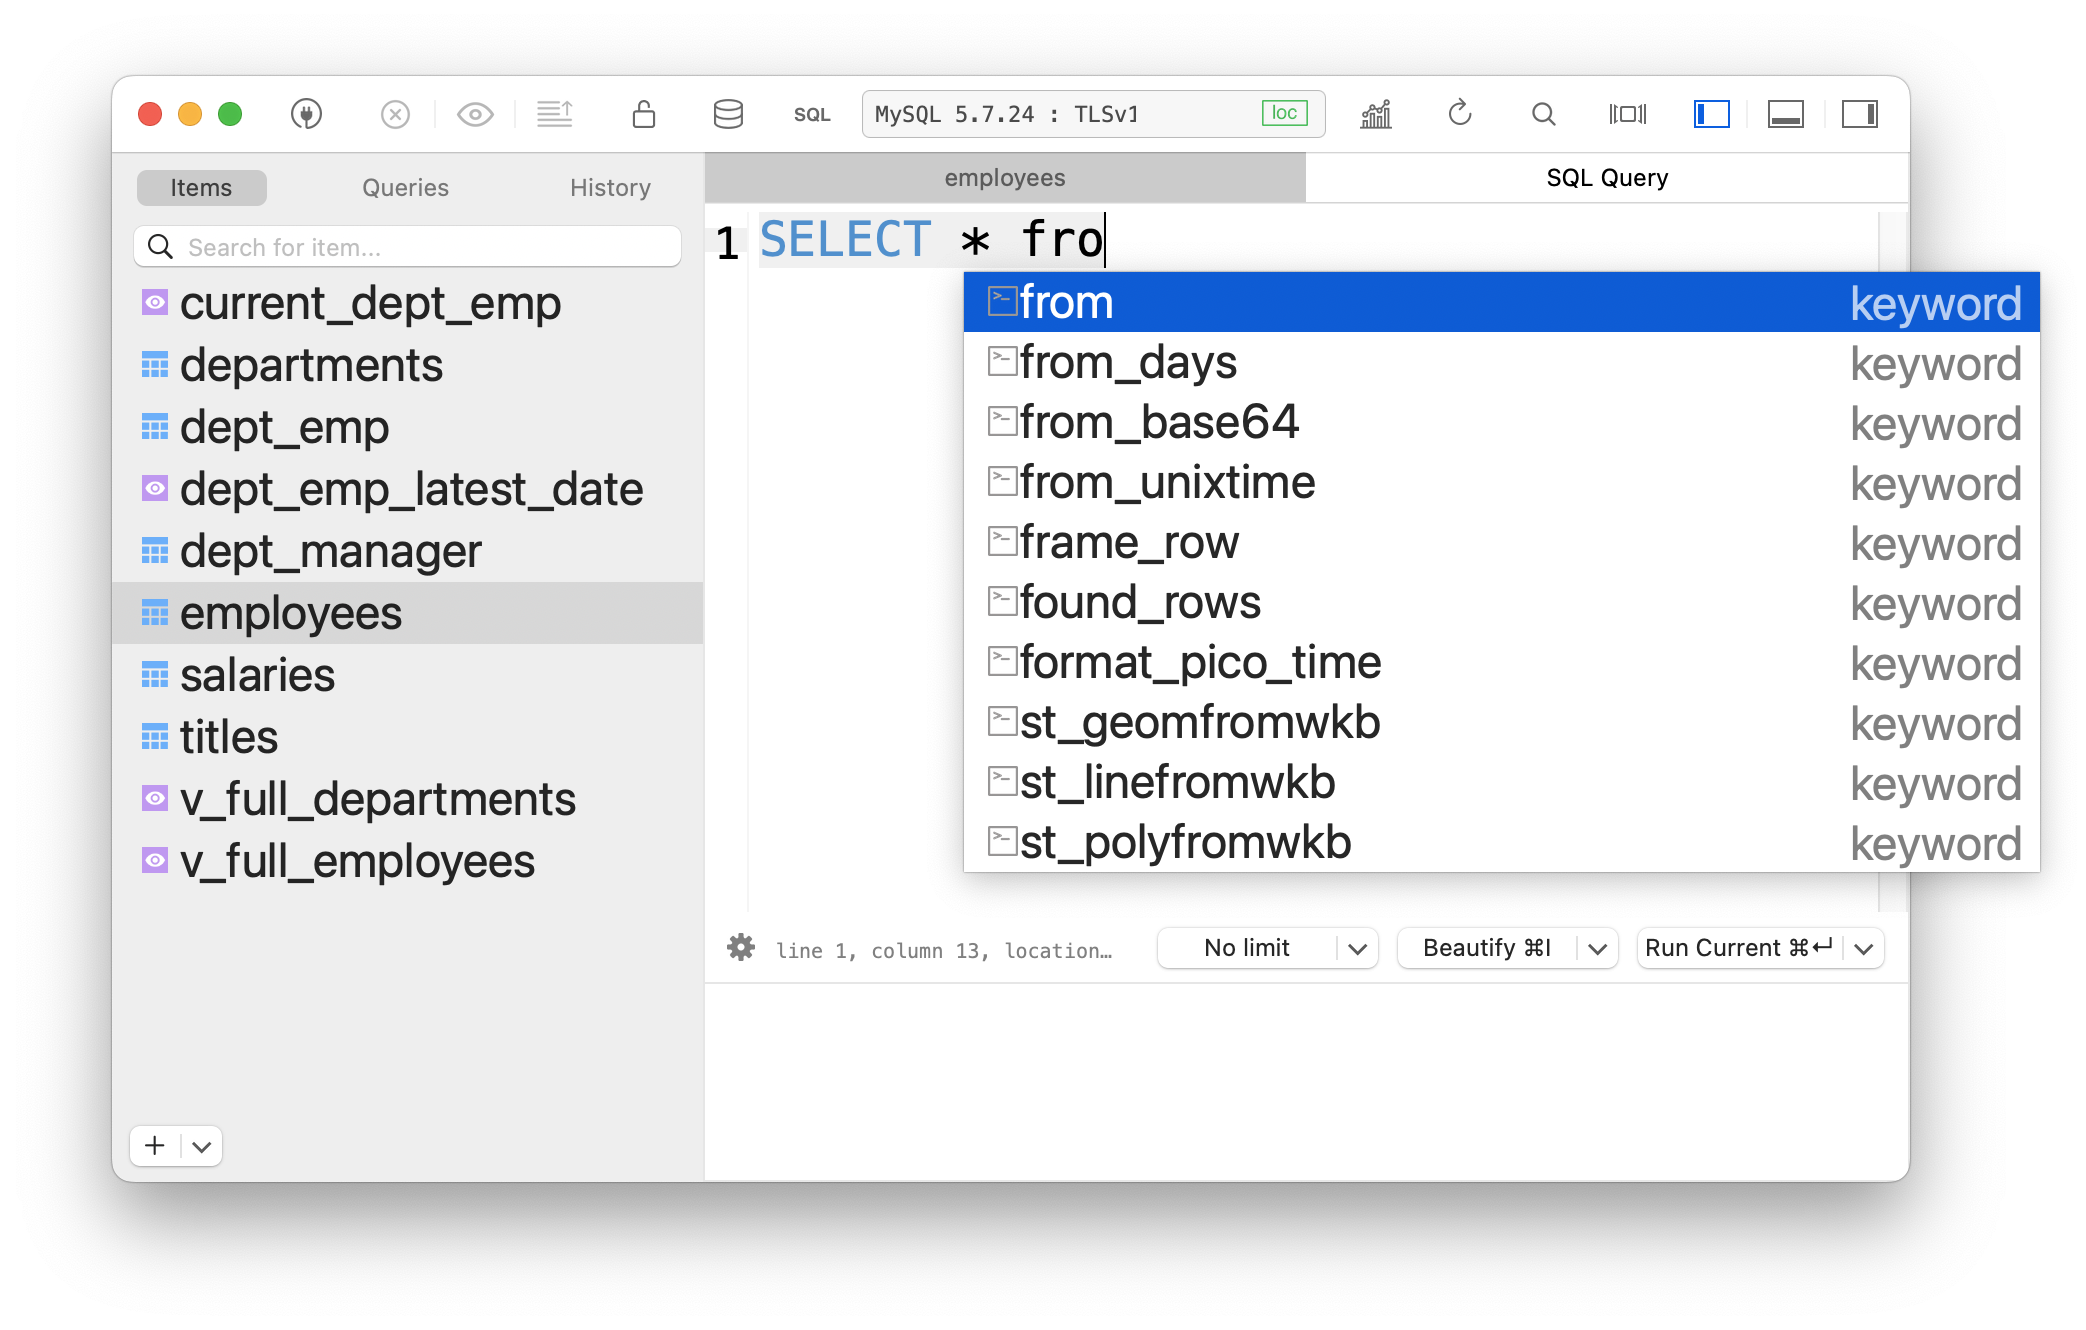 SQL
MySQL 5.7.24 : TLSv1
loc
Items
Queries
History
employees
SQL Query
Search for item...
current_dept_emp
departments
dept_emp
dept_emp_latest_date
dept_manager
employees
salaries
titles
v_full_departments
v_full_employees
1
SELECT * fro
from keyword
from_days keyword
from_base64 keyword
from_unixtime keyword
frame_row keyword
found_rows keyword
format_pico_time keyword
st_geomfromwkb keyword
st_linefromwkb keyword
st_polyfromwkb keyword
line 1, column 13, location…
No limit
Beautify ⌘I
Run Current ⌘↵